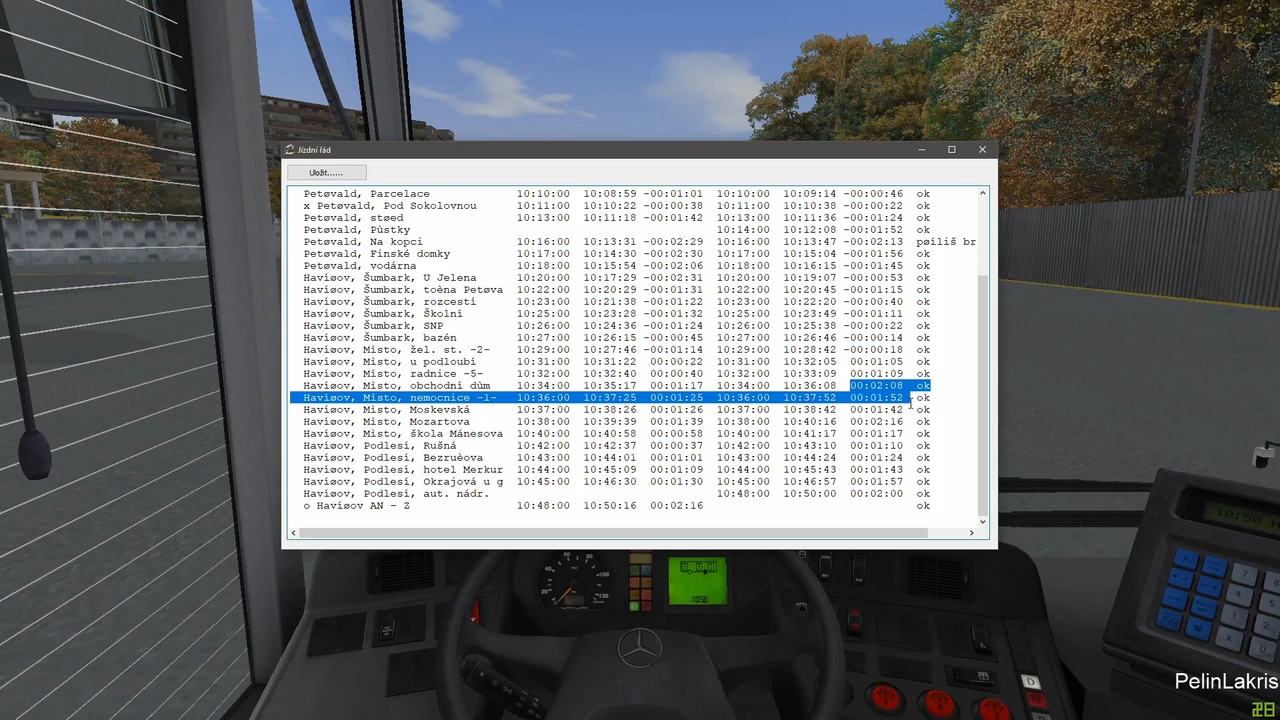 Jízdní řád
Uložit......
Petøvald, Parcelace 10:10:00 10:08:59 -00:01:01 10:10:00 10:09:14 -00:00:46 ok
x Petøvald, Pod Sokolovnou 10:11:00 10:10:22 -00:00:38 10:11:00 10:10:38 -00:00:22 ok
Petøvald, støed 10:13:00 10:11:18 -00:01:42 10:13:00 10:11:36 -00:01:24 ok
Petøvald, Pùstky 10:14:00 10:12:08 -00:01:52 ok
Petøvald, Na kopci 10:16:00 10:13:31 -00:02:29 10:16:00 10:13:47 -00:02:13 pøíliš br
Petøvald, Finské domky 10:17:00 10:14:30 -00:02:30 10:17:00 10:15:04 -00:01:56 ok
Petøvald, vodárna 10:18:00 10:15:54 -00:02:06 10:18:00 10:16:15 -00:01:45 ok
Havíøov, Šumbark, U Jelena 10:20:00 10:17:29 -00:02:31 10:20:00 10:19:07 -00:00:53 ok
Havíøov, Šumbark, toèna Petøva 10:22:00 10:20:29 -00:01:31 10:22:00 10:20:45 -00:01:15 ok
Havíøov, Šumbark, rozcestí 10:23:00 10:21:38 -00:01:22 10:23:00 10:22:20 -00:00:40 ok
Havíøov, Šumbark, Školní 10:25:00 10:23:28 -00:01:32 10:25:00 10:23:49 -00:01:11 ok
Havíøov, Šumbark, SNP 10:26:00 10:24:36 -00:01:24 10:26:00 10:25:38 -00:00:22 ok
Havíøov, Šumbark, bazén 10:27:00 10:26:15 -00:00:45 10:27:00 10:26:46 -00:00:14 ok
Havíøov, Misto, žel. st. -2- 10:29:00 10:27:46 -00:01:14 10:29:00 10:28:42 -00:00:18 ok
Havíøov, Misto, u podloubí 10:31:00 10:31:22 00:00:22 10:31:00 10:32:05 00:01:05 ok
Havíøov, Misto, radnice -5- 10:32:00 10:32:40 00:00:40 10:32:00 10:33:09 00:01:09 ok
Havíøov, Misto, obchodní dùm 10:34:00 10:35:17 00:01:17 10:34:00 10:36:08 00:02:08 ok
Havíøov, Misto, nemocnice -1- 10:36:00 10:37:25 00:01:25 10:36:00 10:37:52 00:01:52 ok
Havíøov, Misto, Moskevská 10:37:00 10:38:26 00:01:26 10:37:00 10:38:42 00:01:42 ok
Havíøov, Misto, Mozartova 10:38:00 10:39:39 00:01:39 10:38:00 10:40:16 00:02:16 ok
Havíøov, Misto, škola Mánesova 10:40:00 10:40:58 00:00:58 10:40:00 10:41:17 00:01:17 ok
Havíøov, Podlesí, Rušná 10:42:00 10:42:37 00:00:37 10:42:00 10:43:10 00:01:10 ok
Havíøov, Podlesí, Bezruèova 10:43:00 10:44:01 00:01:01 10:43:00 10:44:24 00:01:24 ok
Havíøov, Podlesí, hotel Merkur 10:44:00 10:45:09 00:01:09 10:44:00 10:45:43 00:01:43 ok
Havíøov, Podlesí, Okrajová u g 10:45:00 10:46:30 00:01:30 10:45:00 10:46:57 00:01:57 ok
Havíøov, Podlesí, aut. nádr. 10:48:00 10:50:00 00:02:00 ok
o Havíøov AN - Z 10:48:00 10:50:16 00:02:16 ok
10:50
10:50
D
PelinLakris
28